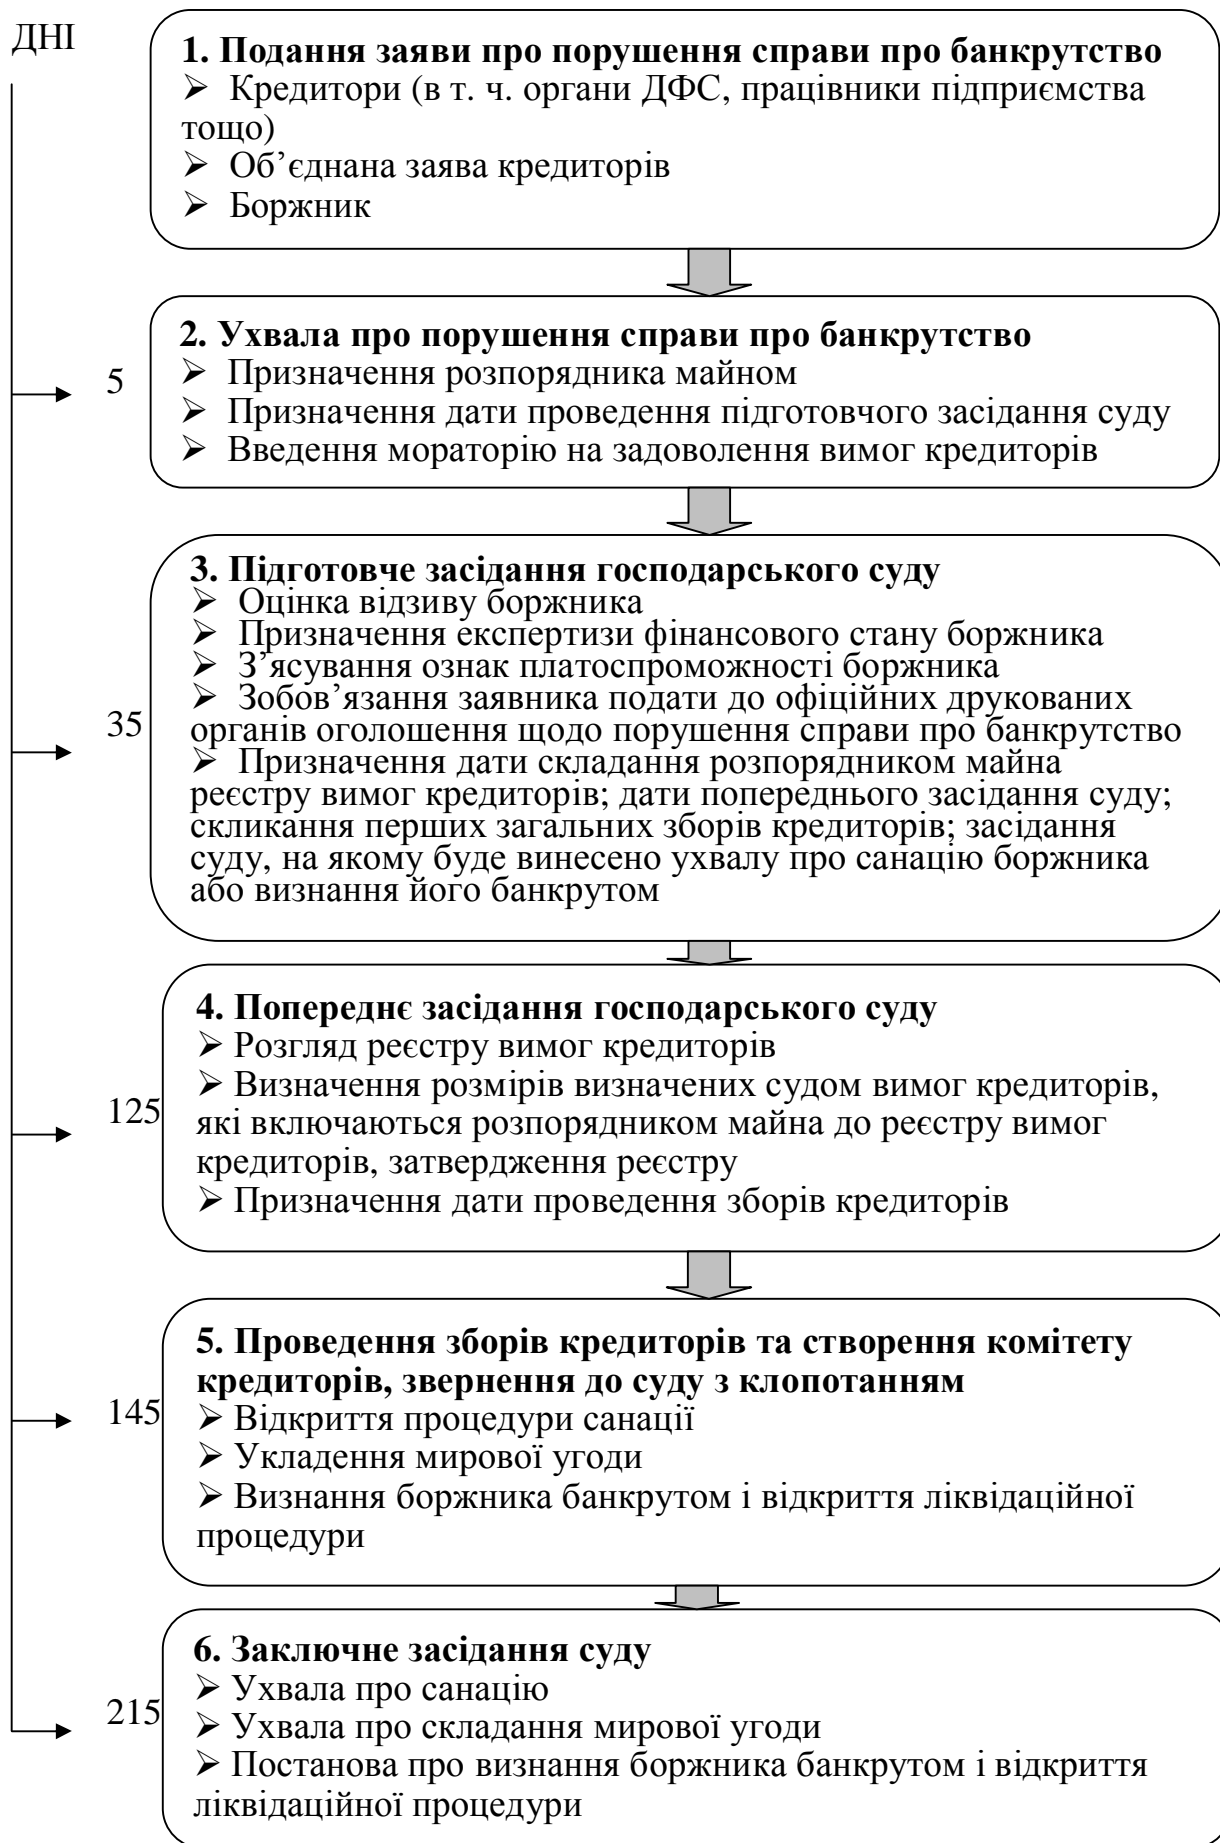 ДНІ
1. Подання заяви про порушення справи про банкрутство
➢ Кредитори (в т. ч. органи ДФС, працівники підприємства
тощо)
➢ Об’єднана заява кредиторів
➢ Боржник
2. Ухвала про порушення справи про банкрутство
5
➢ Призначення розпорядника майном
➢ Призначення дати проведення підготовчого засідання суду
➢ Введення мораторію на задоволення вимог кредиторів
3. Підготовче засідання господарського суду
➢ Оцінка відзиву боржника
➢ Призначення експертизи фінансового стану боржника
➢ З’ясування ознак платоспроможності боржника
➢ Зобов’язання заявника подати до офіційних друкованих
35
органів оголошення щодо порушення справи про банкрутство
➢ Призначення дати складання розпорядником майна
реєстру вимог кредиторів; дати попереднього засідання суду;
скликання перших загальних зборів кредиторів; засідання
суду, на якому буде винесено ухвалу про санацію боржника
або визнання його банкрутом
4. Попереднє засідання господарського суду
➢ Розгляд реєстру вимог кредиторів
➢ Визначення розмірів визначених судом вимог кредиторів,
125
які включаються розпорядником майна до реєстру вимог
кредиторів, затвердження реєстру
➢ Призначення дати проведення зборів кредиторів
5. Проведення зборів кредиторів та створення комітету
кредиторів, звернення до суду з клопотанням
145
➢ Відкриття процедури санації
➢ Укладення мирової угоди
➢ Визнання боржника банкрутом і відкриття ліквідаційної
процедури
6. Заключне засідання суду
➢ Ухвала про санацію
215
➢ Ухвала про складання мирової угоди
➢ Постанова про визнання боржника банкрутом і відкриття
ліквідаційної процедури